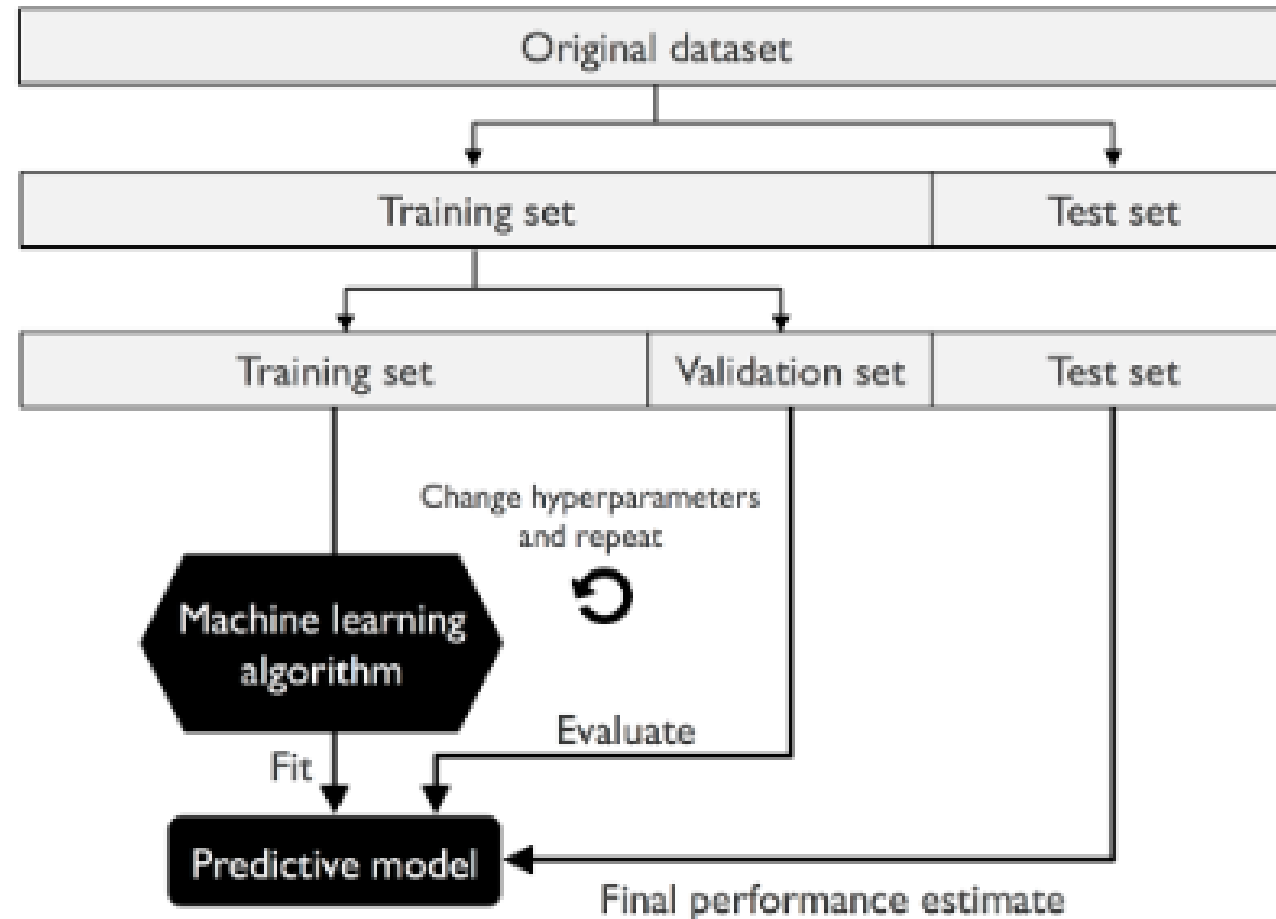 Original dataset
Training set
Test set
Training set
Validation set
Test set
Change hyperparameters
and repeat
Machine learning
algorithm
Evaluate
Fit
Predictive model
Final performance estimate